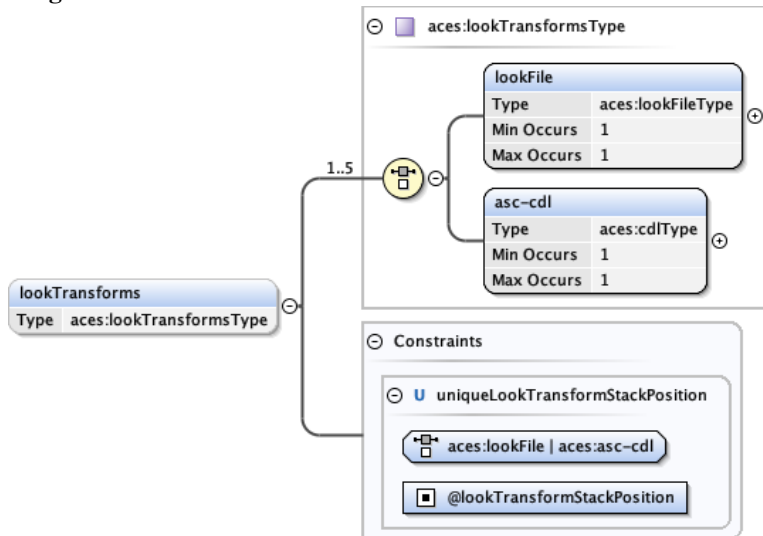 aces:lookTransformsType
lookFile
Type aces:lookFileType
Min Occurs 1
Max Occurs 1
1..5
asc-cdl
Type aces:cdlType
Min Occurs 1
Max Occurs 1
lookTransforms
Type aces:lookTransformsType
Constraints
U uniqueLookTransformStackPosition
aces:lookFile | aces:asc-cdl
@lookTransformStackPosition